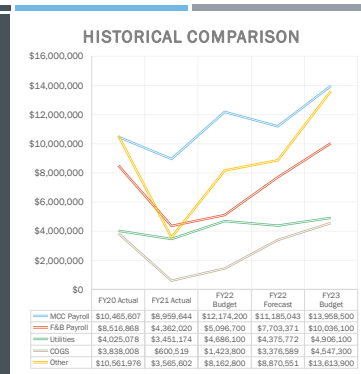 HISTORICAL COMPARISON
$16,000,000
$14,000,000
$12,000,000
$10,000,000
$8,000,000
$6,000,000
$4,000,000
$2,000,000
$0
FY20 Actual FY21 Actual FY22 Budget FY22 Forecast FY23 Budget
MCC Payroll $10,465,607 $8,959,644 $12,174,200 $11,185,043 $13,958,500
F&B Payroll $8,516,868 $4,362,020 $5,096,700 $7,703,371 $10,036,100
Utilities $4,025,078 $3,451,174 $4,686,100 $4,375,772 $4,906,100
COGS $3,838,008 $600,519 $1,423,800 $3,376,589 $4,547,300
Other $10,561,976 $3,565,602 $8,162,800 $8,870,551 $13,613,900